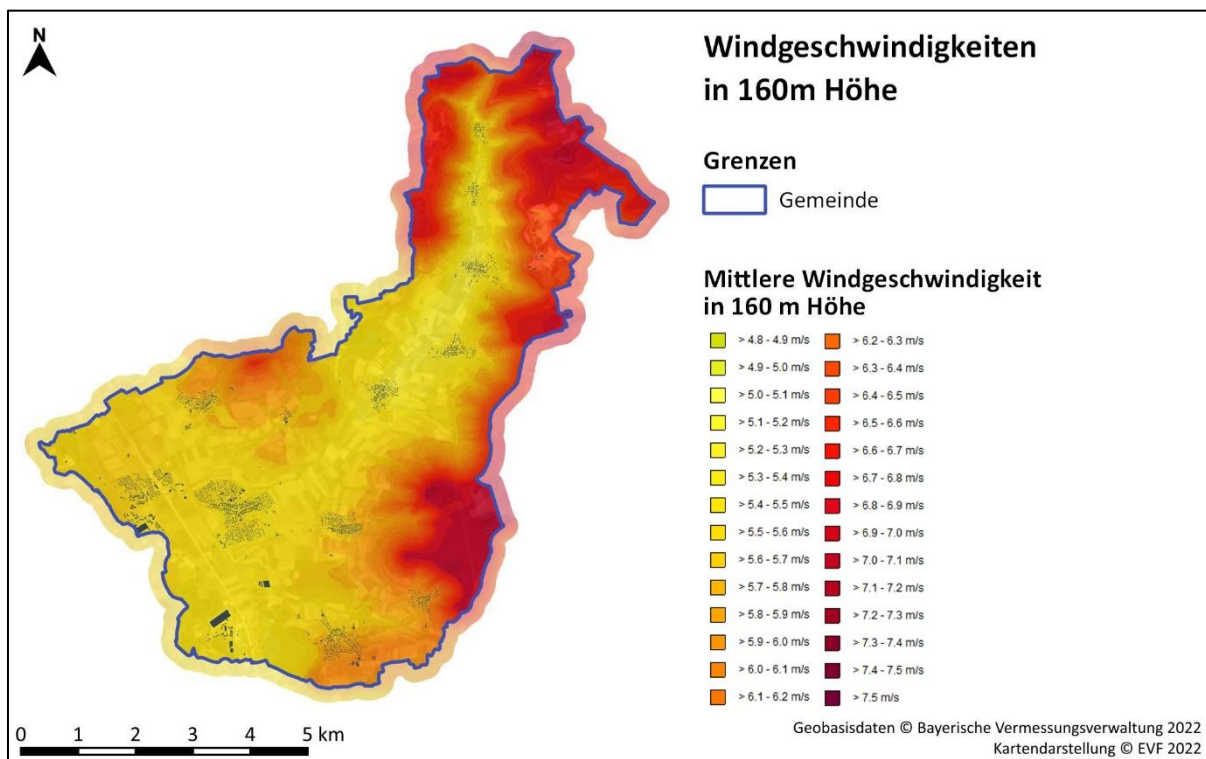 N
Windgeschwindigkeiten
in 160m Höhe
Grenzen
Gemeinde
Mittlere Windgeschwindigkeit
in 160 m Höhe
> 4.8 - 4.9 m/s
> 4.9 - 5.0 m/s
> 5.0 - 5.1 m/s
> 5.1 - 5.2 m/s
> 5.2 - 5.3 m/s
> 5.3 - 5.4 m/s
> 5.4 - 5.5 m/s
> 5.5 - 5.6 m/s
> 5.6 - 5.7 m/s
> 5.7 - 5.8 m/s
> 5.8 - 5.9 m/s
> 5.9 - 6.0 m/s
> 6.0 - 6.1 m/s
> 6.1 - 6.2 m/s
> 6.2 - 6.3 m/s
> 6.3 - 6.4 m/s
> 6.4 - 6.5 m/s
> 6.5 - 6.6 m/s
> 6.6 - 6.7 m/s
> 6.7 - 6.8 m/s
> 6.8 - 6.9 m/s
> 6.9 - 7.0 m/s
> 7.0 - 7.1 m/s
> 7.1 - 7.2 m/s
> 7.2 - 7.3 m/s
> 7.3 - 7.4 m/s
> 7.4 - 7.5 m/s
> 7.5 m/s
0 1 2 3 4 5 km
Geobasisdaten © Bayerische Vermessungsverwaltung 2022
Kartendarstellung © EVF 2022